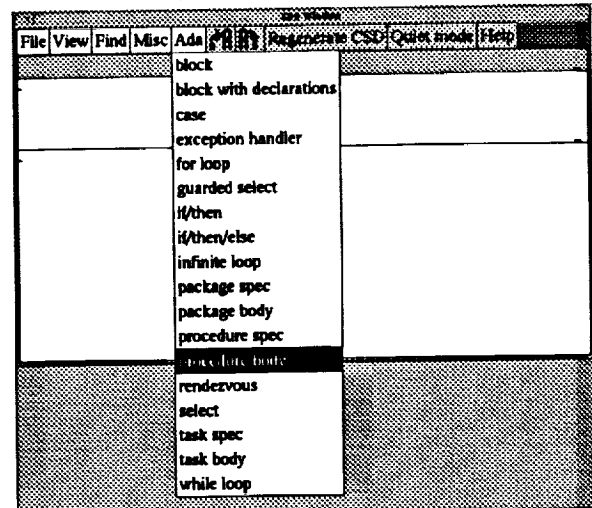 Window
File View Find Misc Ada Regenerate CSD Quiet mode Help
block
block with declarations
case
exception handler
for loop
guarded select
if/then
if/then/else
infinite loop
package spec
package body
procedure spec
procedure body
rendezvous
select
task spec
task body
while loop